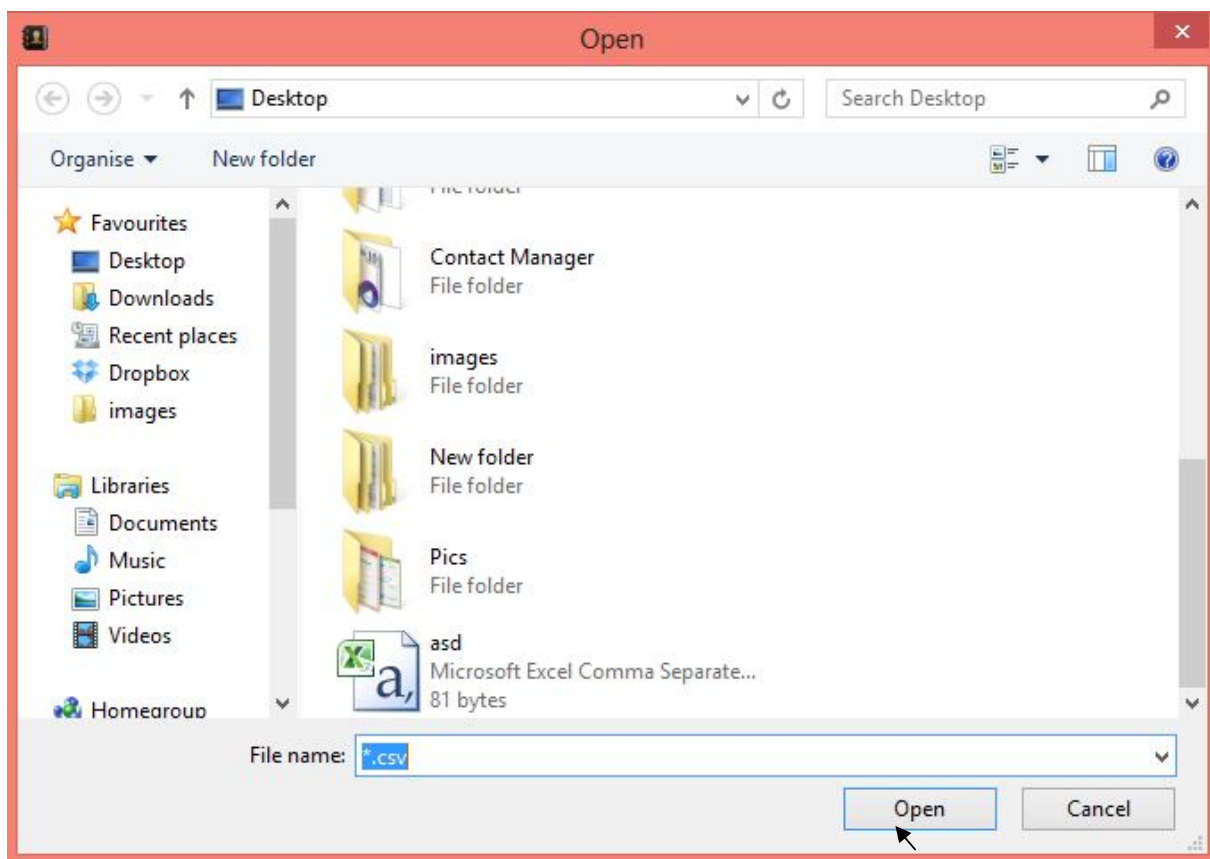 Open
Desktop
Search Desktop
Organise
New folder
Favourites
Desktop
Downloads
Recent places
Dropbox
images
Libraries
Documents
Music
Pictures
Videos
Homegroup
File folder
Contact Manager
File folder
images
File folder
New folder
File folder
Pics
File folder
asd
Microsoft Excel Comma Separate...
81 bytes
File name: *.csv
Open
Cancel